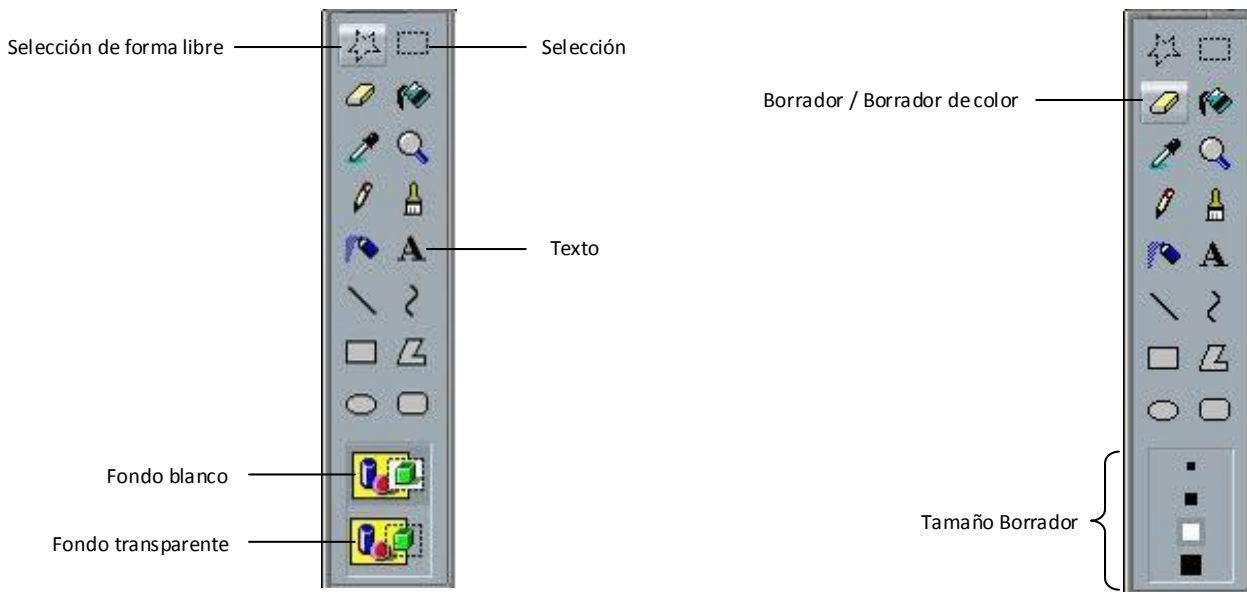 Selección de forma libre
Selección
Borrador / Borrador de color
A
A
Texto
Fondo blanco
Fondo transparente
Tamaño Borrador